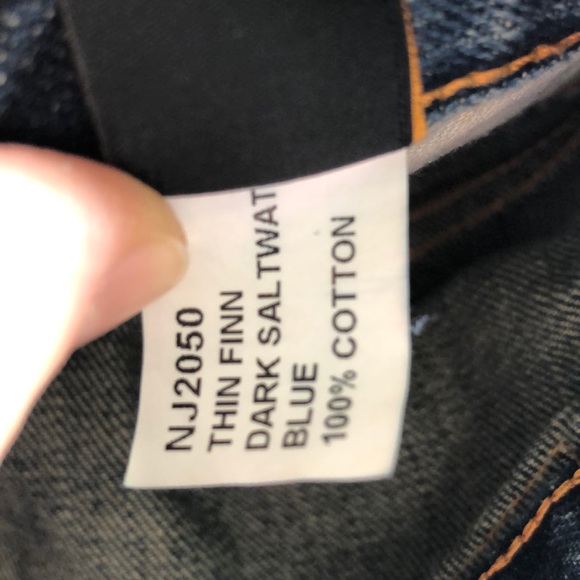 NJ2050
THIN FINN
DARK SALTWAT
BLUE
100% COTTON